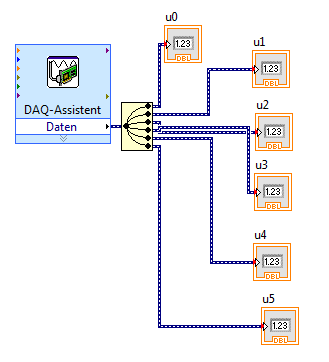 u0
1.23
DBL
u1
1.23
DBL
DAQ-Assistent
Daten
u2
1.23
DBL
u3
1.23
DBL
u4
1.23
DBL
u5
1.23
DBL